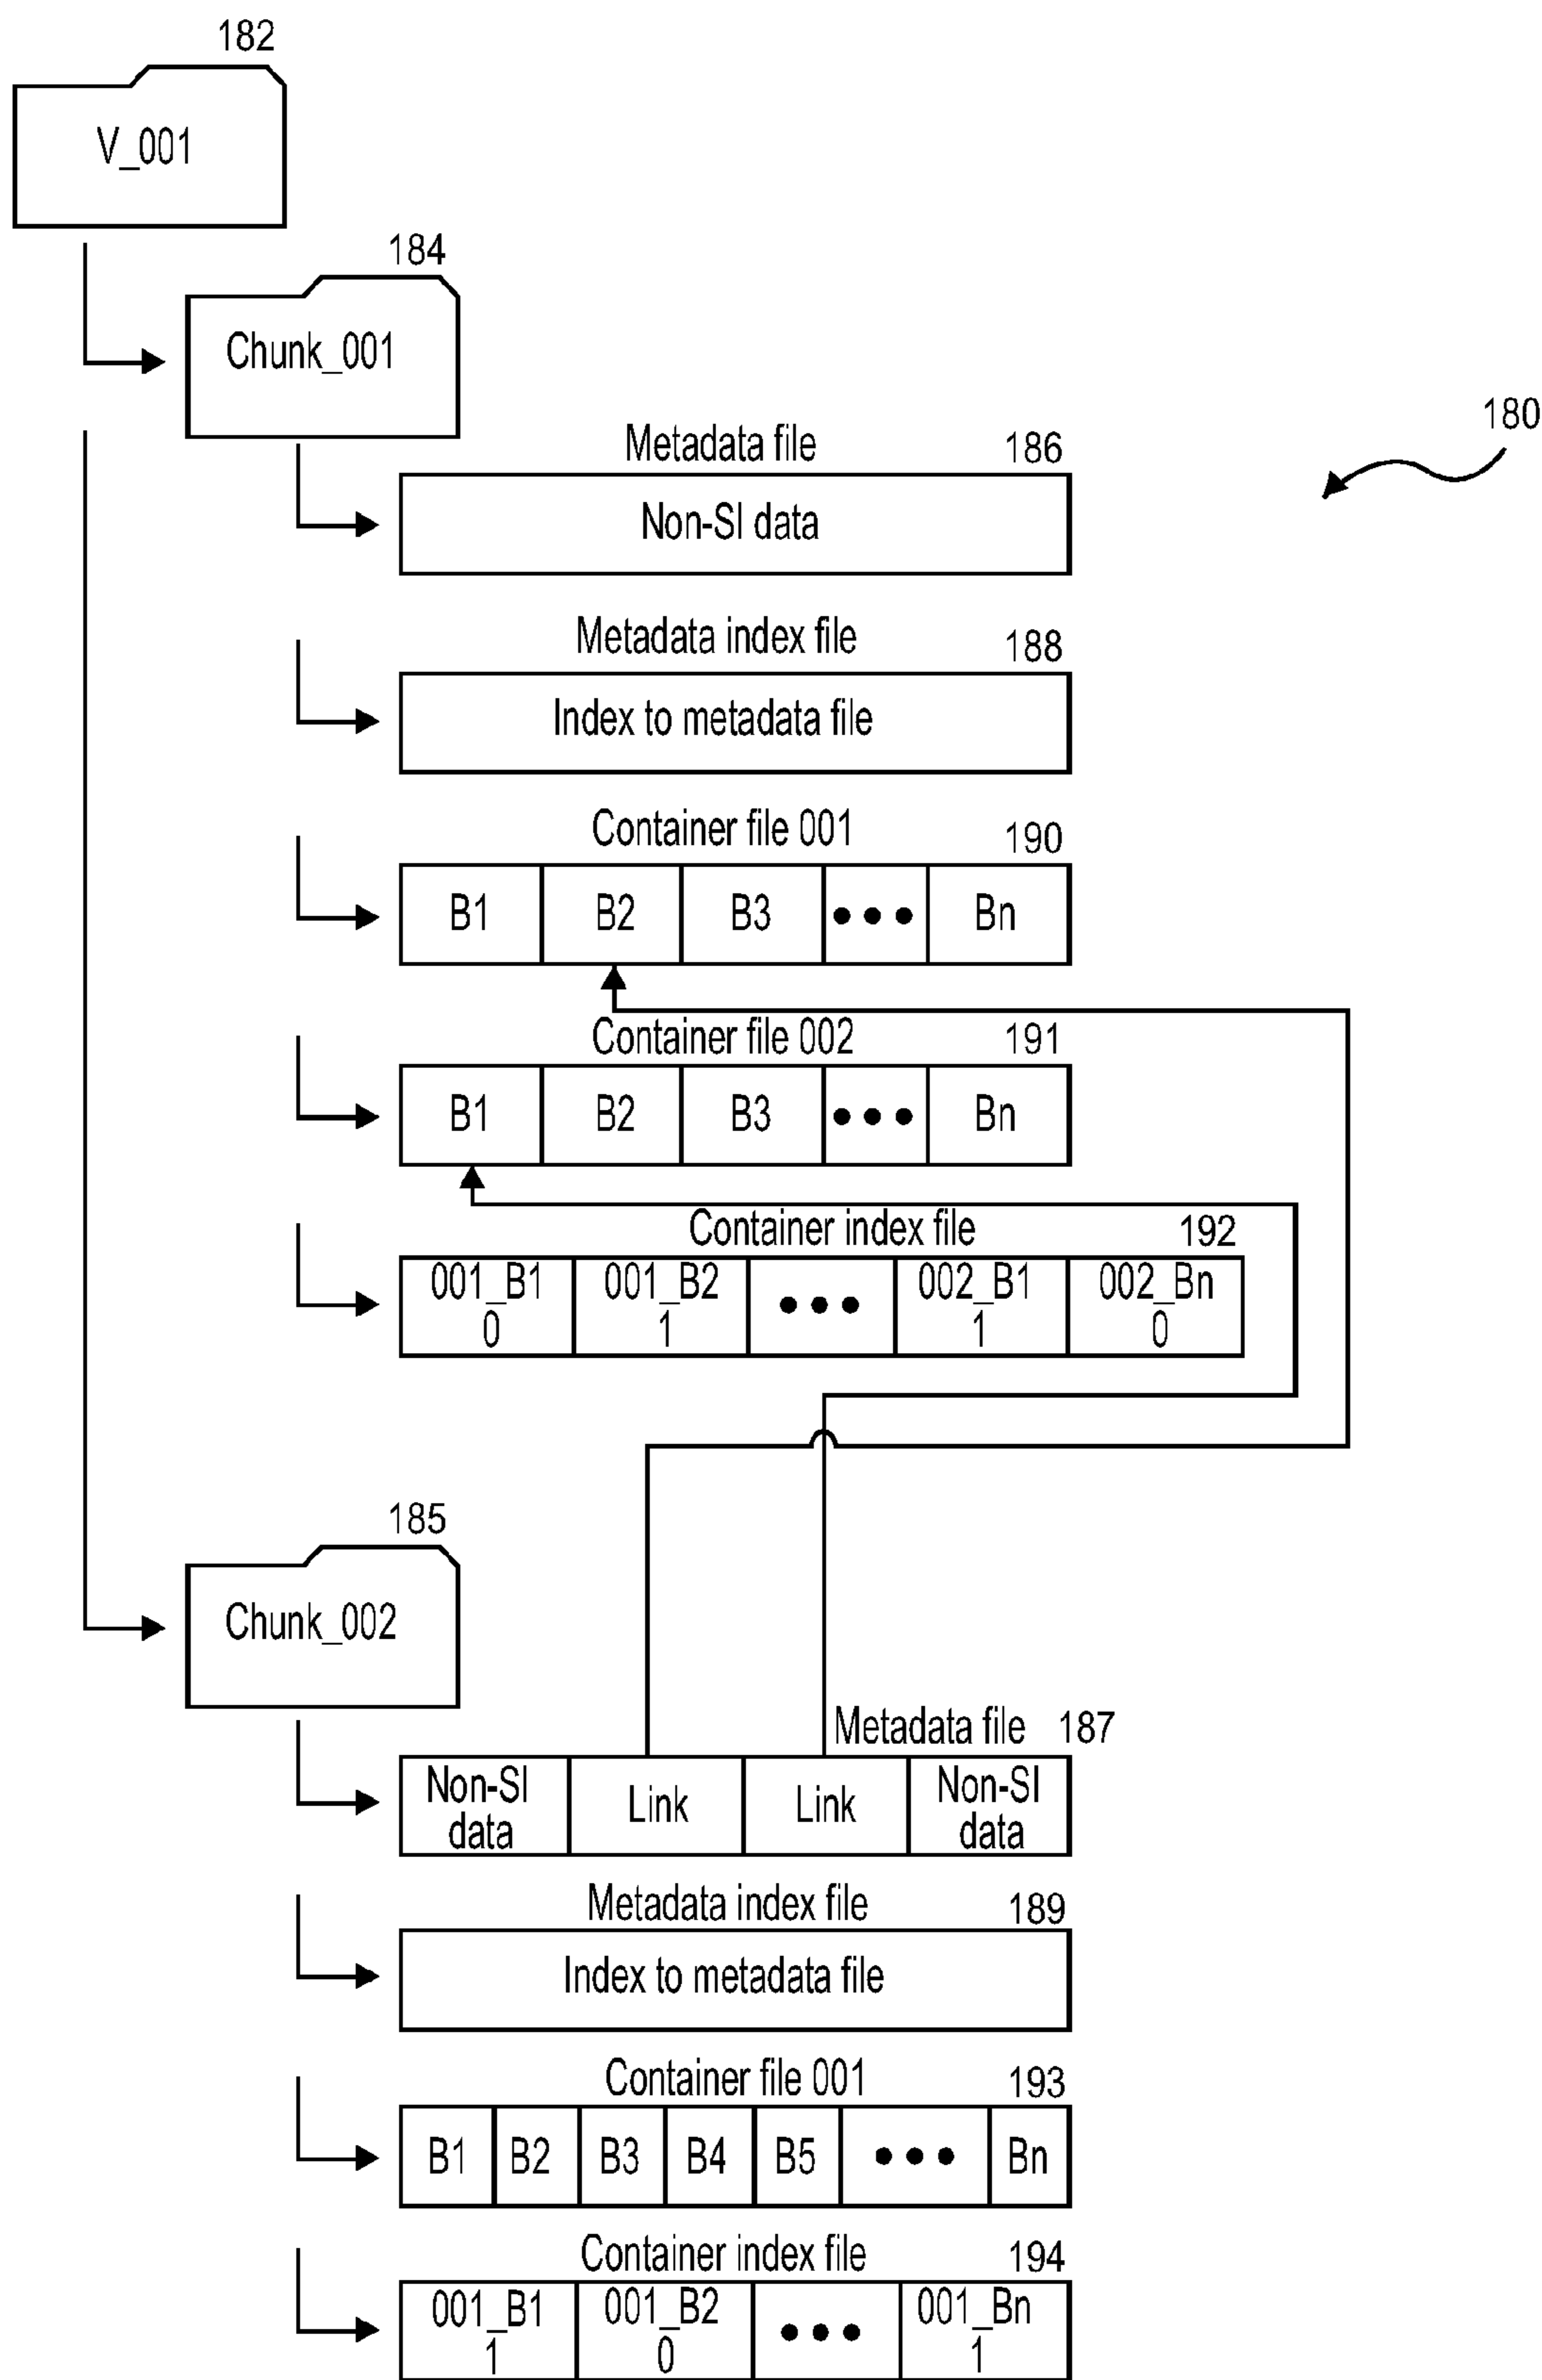 182
V_001
184
Chunk_001
180
Metadata file 186
Non-SI data
Metadata index file 188
Index to metadata file
Container file 001 190
B1 B2 B3 ●●● Bn
Container file 002 191
B1 B2 B3 ●●● Bn
Container index file 192
001_B1 001_B2 ●●● 002_B1 002_Bn
0 1 1 0
185
Chunk_002
Metadata file 187
Non-SI Link Link Non-SI
data data
Metadata index file 189
Index to metadata file
Container file 001 193
B1 B2 B3 B4 B5 ●●● Bn
Container index file 194
001_B1 001_B2 ●●● 001_Bn
1 0 1